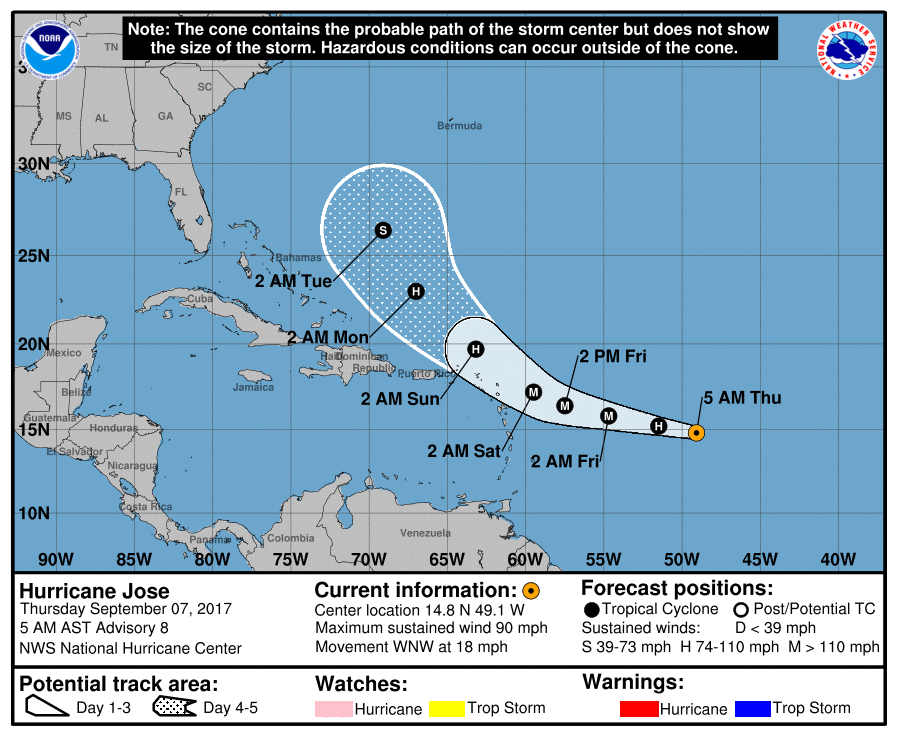 Note: The cone contains the probable path of the storm center but does not show
the size of the storm. Hazardous conditions can occur outside of the cone.
NOAA
NATIONAL WEATHER SERVICE
TN
SC
MS
AL
GA
Bermuda
30N
FL
25N
Bahamas
2 AM Tue
S
H
Cuba
2 AM Mon
20N
Mexico
Dominican
Republic
Puerto Rico
H
2 PM Fri
Jamaica
2 AM Sun
M
M
5 AM Thu
Belize
Guatemala
15N
Honduras
M
H
El Salvador
2 AM Sat
2 AM Fri
Nicaragua
10N
Costa Rica
Panama
Colombia
Venezuela
90W 85W 80W 75W 70W 65W 60W 55W 50W 45W 40W
Hurricane Jose
Thursday September 07, 2017
5 AM AST Advisory 8
NWS National Hurricane Center
Current information:
Center location 14.8 N 49.1 W
Maximum sustained wind 90 mph
Movement WNW at 18 mph
Forecast positions:
Tropical Cyclone Post/Potential TC
Sustained winds: D < 39 mph
S 39-73 mph H 74-110 mph M > 110 mph
Potential track area:
Day 1-3 Day 4-5
Watches:
Hurricane Trop Storm
Warnings:
Hurricane Trop Storm